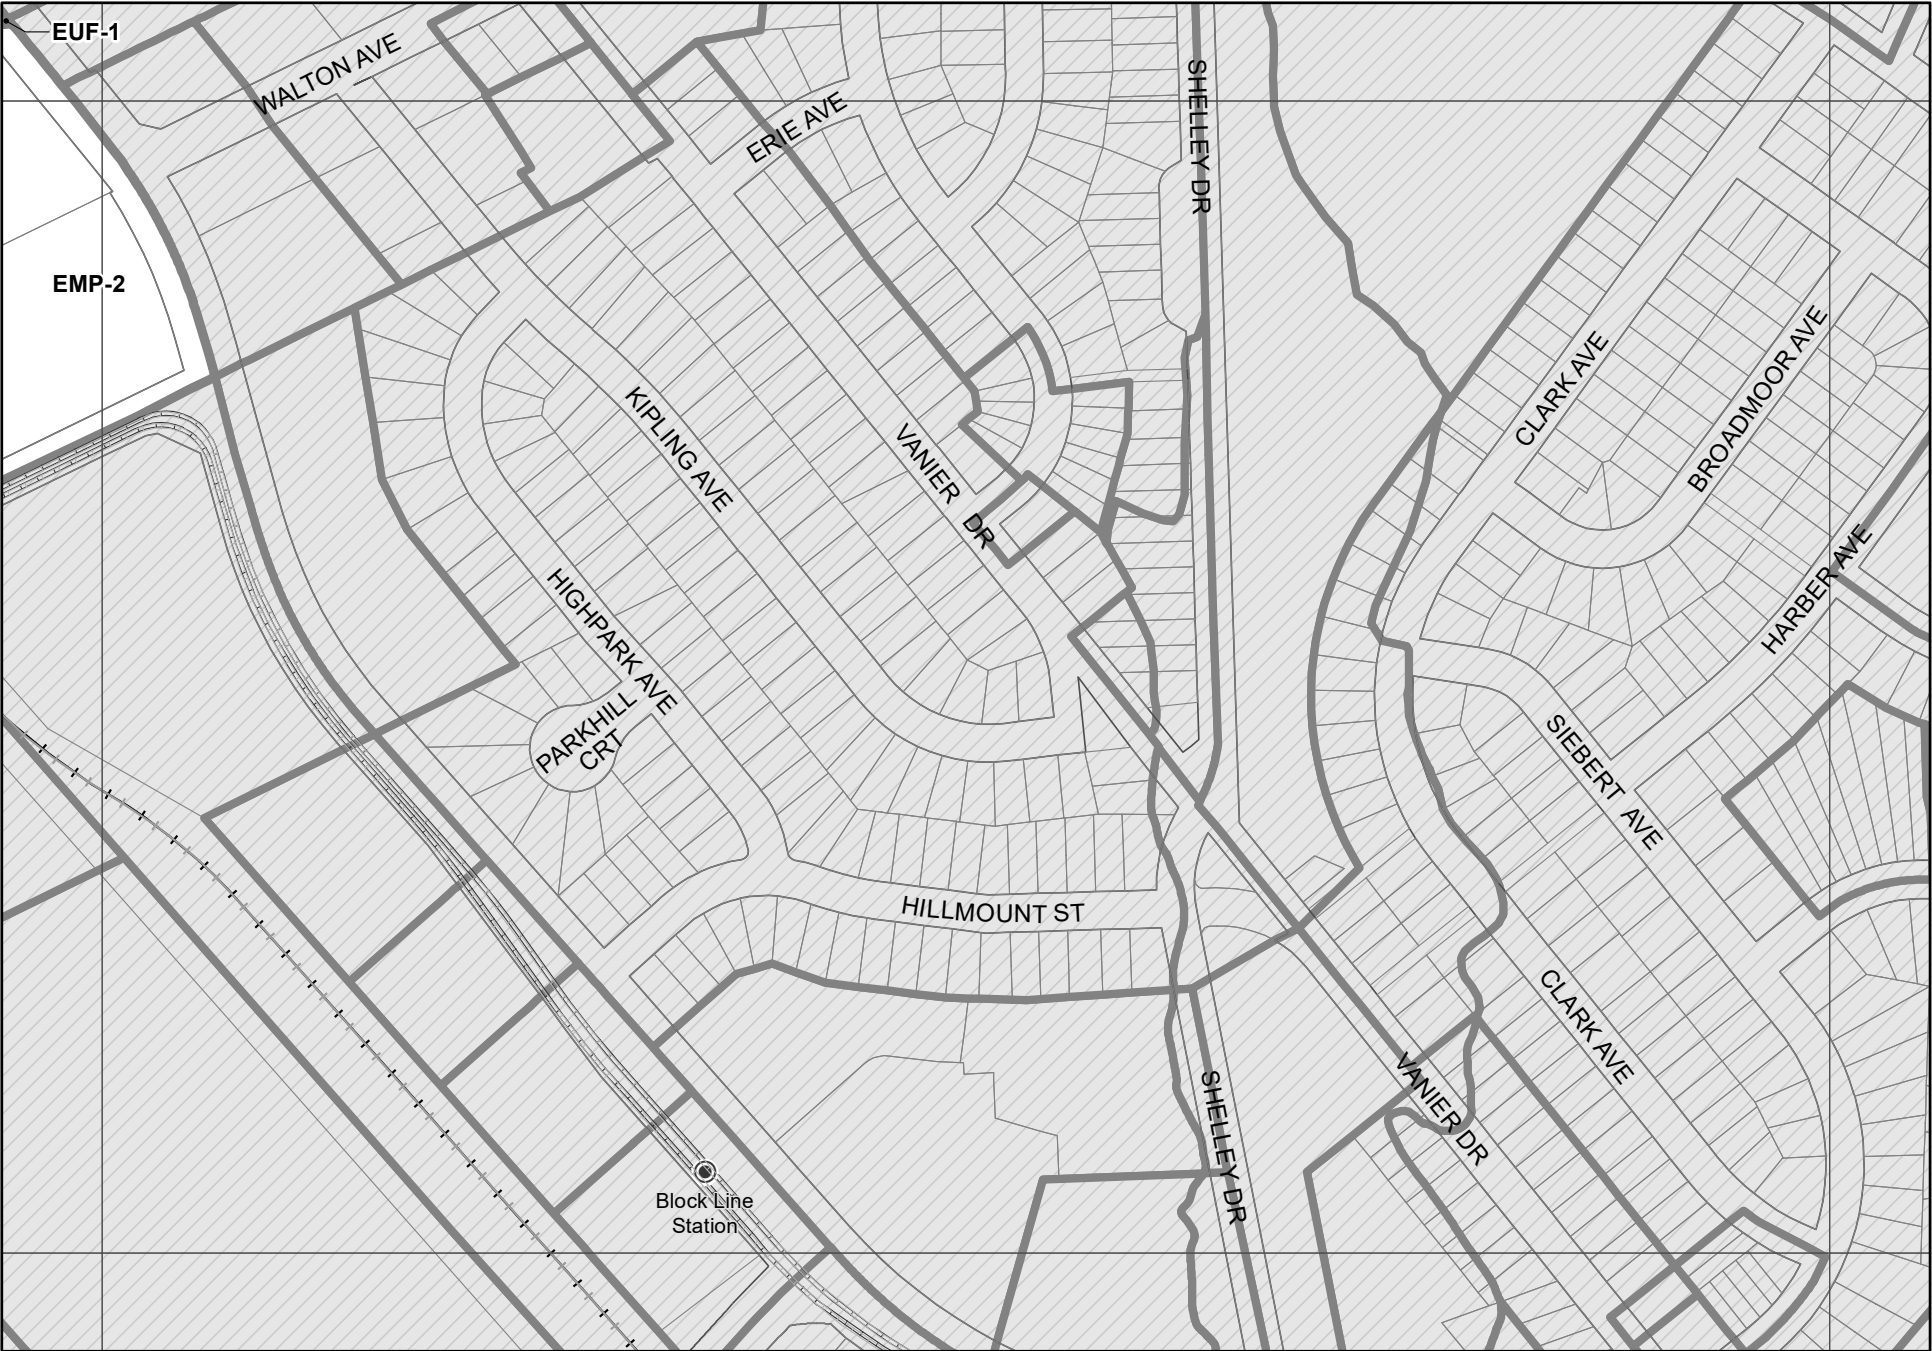 EUF-1
WALTON AVE
ERIE AVE
SHELLEY DR
EMP-2
CLARK AVE
BROADMOOR AVE
KIPLING AVE
VANIER DR
HARBER AVE
HIGHPARK AVE
PARKHILL
CRT
SIEBERT AVE
HILLMOUNT ST
CLARK AVE
VANIER DR
SHELLEY DR
Block Line
Station